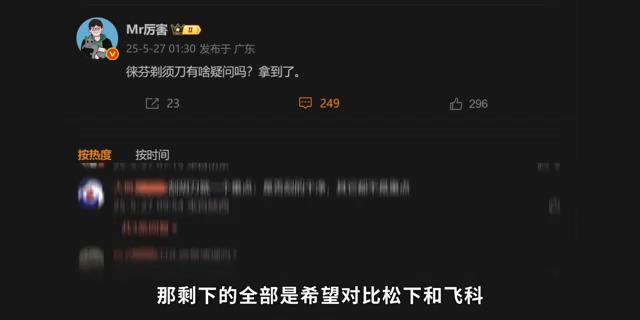 Mr厉害
II
25-5-27 01:30 发布于 广东
徕芬剃须刀有啥疑问吗？拿到了。
23
249
296
按热度
按时间
那剩下的全部是希望对比松下和飞科